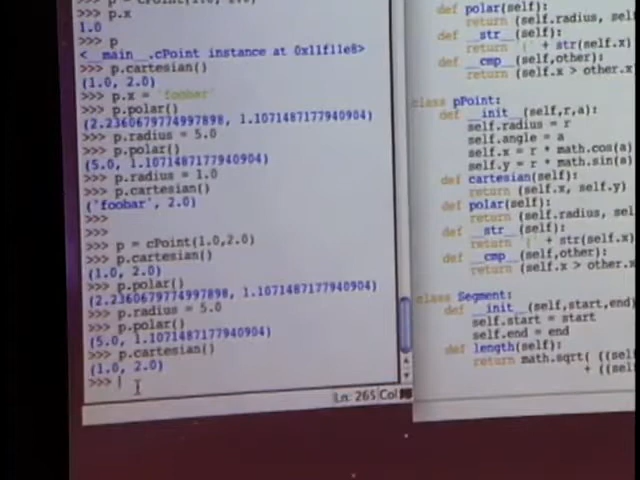 p = cPoint(1.0, 2.0)
>>> p.x
1.0
>>> p
<__main__.cPoint instance at 0x11f11e8>
>>> p.cartesian()
(1.0, 2.0)
>>> p.x = 'foobar'
>>> p.polar()
(2.2360679774997898, 1.1071487177940904)
>>> p.radius = 5.0
>>> p.polar()
(5.0, 1.1071487177940904)
>>> p.radius = 1.0
>>> p.cartesian()
('foobar', 2.0)
>>>
>>>
>>> p = cPoint(1.0,2.0)
>>> p.cartesian()
(1.0, 2.0)
>>> p.polar()
(2.2360679774997898, 1.1071487177940904)
>>> p.radius = 5.0
>>> p.polar()
(5.0, 1.1071487177940904)
>>> p.cartesian()
(1.0, 2.0)
>>>
Ln: 265 Col
def polar(self):
return (self.radius,
def __str__(self):
return '(' + str(self.x)
def __cmp__(self,other):
return (self.x > other.
class pPoint:
def __init__(self,r,a):
self.radius = r
self.angle = a
self.x = r * math.cos(a)
self.y = r * math.sin(a)
def cartesian(self):
return (self.x, self.y)
def polar(self):
return (self.radius,
def __str__(self):
return '(' + str(self.x)
def __cmp__(self,other):
return (self.x > other.x
class Segment:
def __init__(self,start,end)
self.start = start
self.end = end
def length(self):
return math.sqrt( ((
+ ((